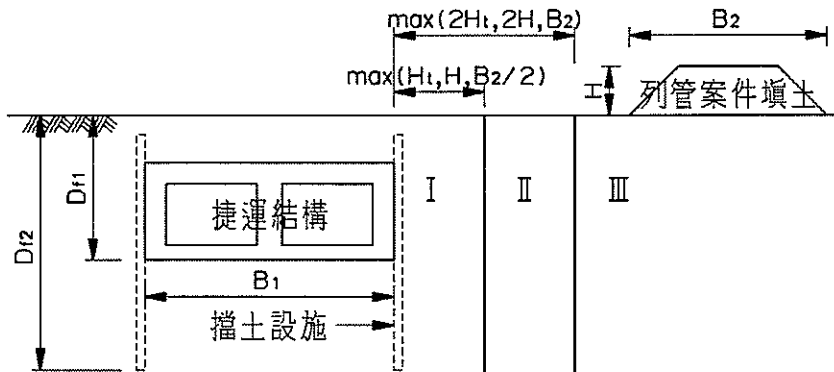 max(2Ht,2H,B2)
B2
max(Ht,H,B2/2)
H
列管案件填土
Df1
Df2
I
II
III
捷運結構
B1
擋土設施